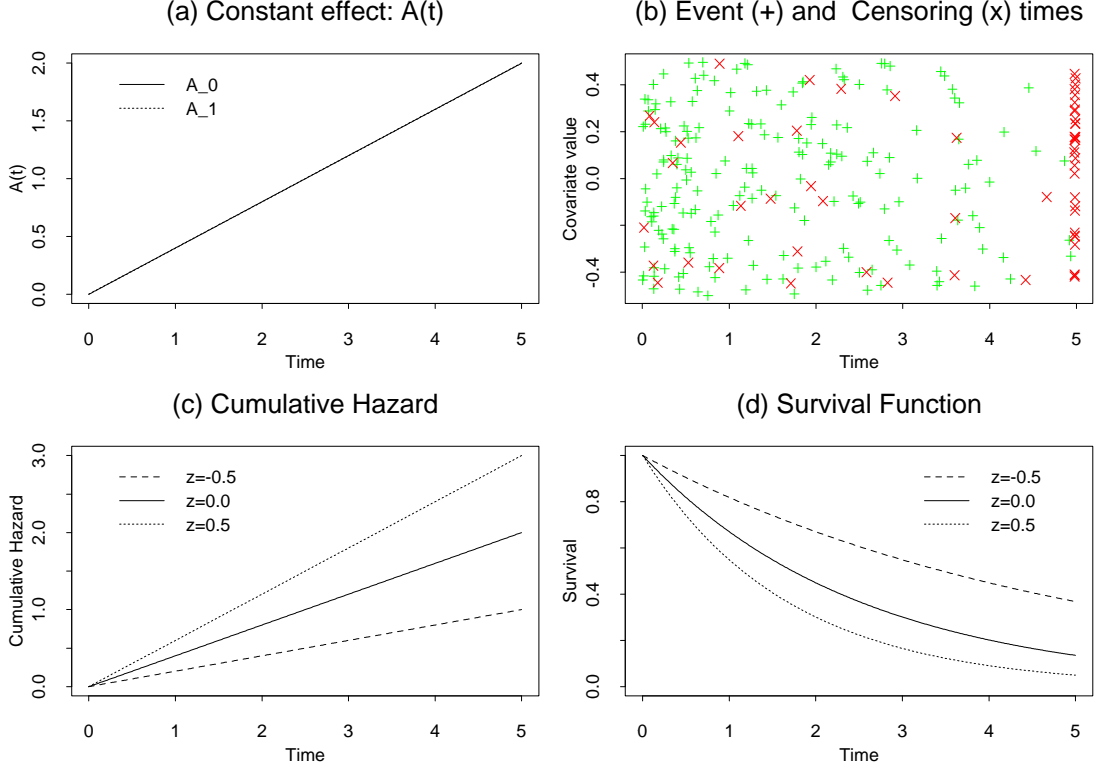 (a) Constant effect: A(t)
A_0
A_1
A(t)
0.0
0.5
1.0
1.5
2.0
0
1
2
3
4
5
Time
(b) Event (+) and Censoring (x) times
Covariate value
-0.4
0.0
0.2
0.4
0
1
2
3
4
5
Time
(c) Cumulative Hazard
z=-0.5
z=0.0
z=0.5
Cumulative Hazard
0.0
1.0
2.0
3.0
0
1
2
3
4
5
Time
(d) Survival Function
z=-0.5
z=0.0
z=0.5
Survival
0.0
0.4
0.8
0
1
2
3
4
5
Time